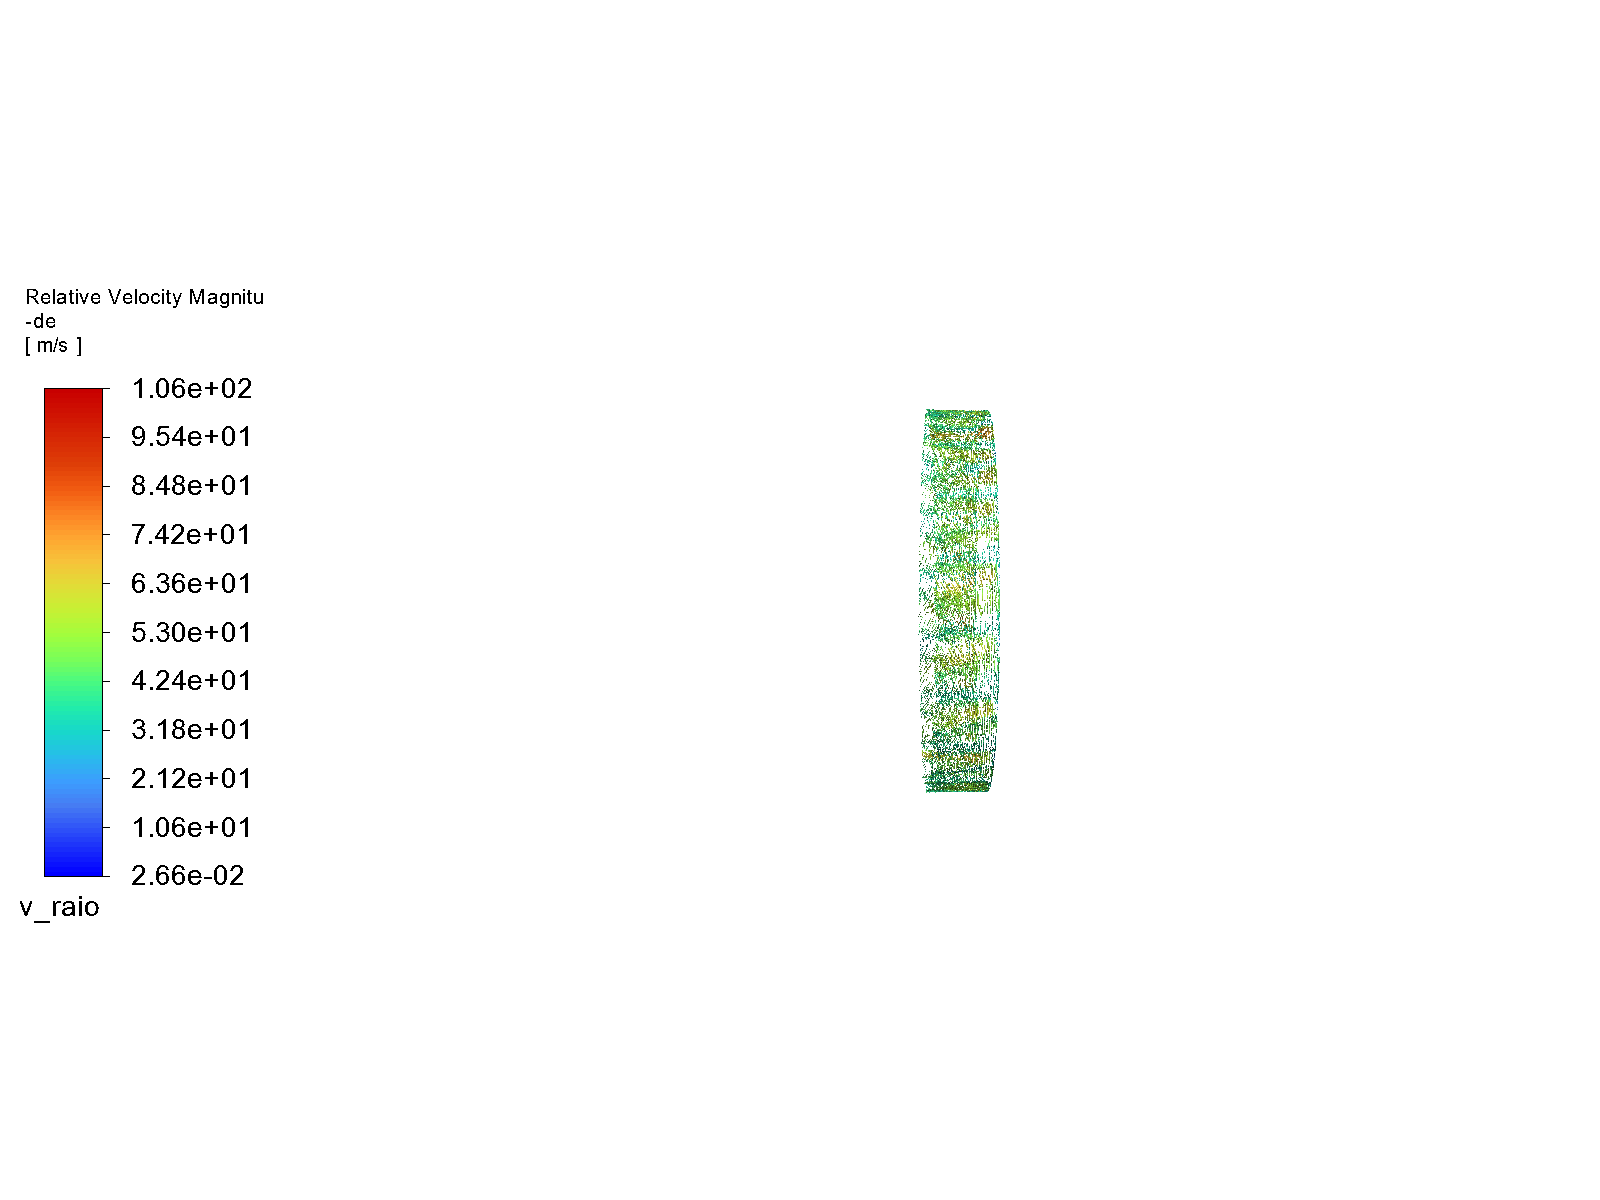 Relative Velocity Magnitu
-de
[ m/s ]
1.06e+02
9.54e+01
8.48e+01
7.42e+01
6.36e+01
5.30e+01
4.24e+01
3.18e+01
2.12e+01
1.06e+01
2.66e-02
v_raio